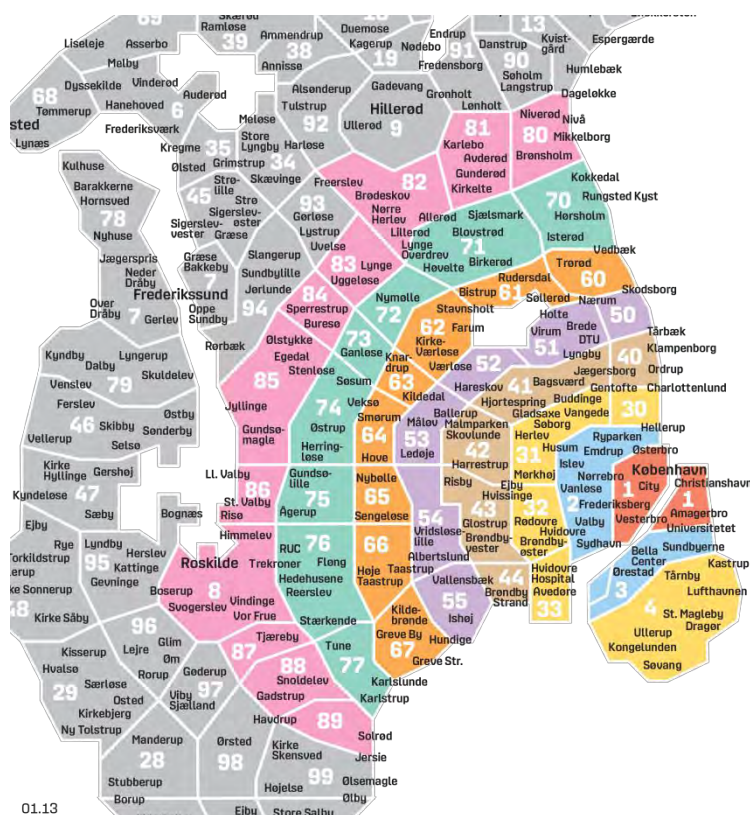 69
Skærød
Ramløse
39
Ammendrup
38
Annisse
Duemose
Kagerup
19
Nødebo
Endrup
91
Fredensborg
13
Danstrup
Kvist-
gård
90
Søholm
Langstrup
Espergærde
Humlebæk
Dageløkke
Liseleje
Asserbo
Melby
Dyssekilde
Vinderød
68
Tømmerup
Hanehoved
6
Auderød
sted
Lynæs
Frederiksværk
Alsønderup
Tulstrup
92
Harløse
Gadevang
Grønholt
Hillerød
Ullerød
9
Lønholt
81
Karlebo
Avderød
Gunderød
Kirkelte
Niverød
Nivå
80
Mikkelborg
Brønsholm
Meløse
Store
Lyngby
34
Skævinge
Kregme
35
Ølsted
Grimstrup
Kulhuse
Barakkerne
Hornsved
78
Nyhuse
Strø-
lille
45
Strø
Sigerslev-
øster
Sigerslev-
vester
Græse
Freerslev
82
Brødeskov
Nørre
Herlev
93
Gørløse
Lystrup
Uvelse
Allerød
Lillerød
Lynge
Overdrev
Sjælsmark
Blovstrød
71
Høvelte
Birkerød
Kokkedal
Rungsted Kyst
70
Hørsholm
Isterød
Vedbæk
Jægerspris
Neder
Dråby
Frederikssund
Over
Dråby
7
Gerlev
Græse
Bakkeby
7
Oppe
Sundby
Slangerup
Sundbylille
Jørlunde
94
Rørbæk
83
Lynge
Uggeløse
84
Sperrestrup
Buresø
Nymølle
72
Rudersdal
Bistrup
61
Trørød
60
Skodsborg
Søllerød
Nærum
50
Stavnsholt
62
Farum
Kirke-
Værløse
Holte
Brede
Virum
DTU
51
Lyngby
Tårbæk
Klampenborg
40
Ordrup
Ølstykke
Egedal
Stenløse
85
Jyllinge
Gundsø-
magle
73
Ganløse
Søsum
Knar-
drup
63
Værløse
52
Hareskov
Jægersborg
Bagsværd
41
Gentofte
Charlottenlund
Kyndby
Lyngerup
Dalby
Skuldelev
Venslev
79
Ferslev
46
Skibby
Østby
Sønderby
Vellerup
Selsø
74
Veksø
Smørum
Kildedal
Hjortespring
Buddinge
Gladsaxe
Vangede
30
Søborg
Hellerup
Ballerup
Måløv
Malmparken
Skovlunde
53
Ledøje
42
Harrestrup
Herlev
Husum
31
Mørkhøj
Ryparken
Emdrup
Østerbro
Islev
København
Nørrebro
1
City
Christianshavn
Vanløse
2
Frederiksberg
1
Amagerbro
Vesterbro
Universitetet
Valby
Sydhavn
Østrup
Herring-
løse
64
Hove
Kirke
Hyllinge
Gershøj
Kyndeløse
47
Sæby
Ll. Valby
86
St. Valby
Risø
Bognæs
Gundsø-
lille
75
Agerup
Nybølle
65
Sengeløse
Risby
Ejby
Hvissinge
32
43
Glostrup
Brøndby-
vester
Rødovre
Hvidovre
Brøndby-
øster
54
Vridsløse-
lille
Albertslund
Bella
Center
Sundbyerne
Ørestad
3
Tårnby
Kastrup
Lufthavnen
4
St. Magleby
Dragør
Ullerup
Kongelunden
Søvang
Ejby
Rye
Torkildstrup
Lyndby
Herslev
95
Kattinge
Gevninge
erup
ke Sonnerup
48
Kirke Såby
Himmelev
Roskilde
Boserup
8
Svogerslev
Vindinge
Vor Frue
RUC
76
Trekroner
Fløng
Hedehusene
Reerslev
Stærkende
66
Høje
Taastrup
Taastrup
Vallensbæk
55
Ishøj
Hundige
44
Brøndby
Strand
Hvidovre
Hospital
Avedøre
33
Kilde-
brønde
Greve By
67
Greve Str.
96
Glim
Lejre
Øm
Rorup
Kisserup
Hvalsø
29
Særløse
Osted
Kirkebjerg
Ny Tolstrup
Gøderup
97
Viby
Sjælland
Tjæreby
87
88
Snoldelev
Gadstrup
Tune
77
Karlslunde
Karlstrup
Havdrup
89
Solrød
Jersie
Manderup
28
Stubberup
Borup
Ørsted
98
Ejby
Kirke
Skensved
99
Højelse
Ølsemagle
Ølby
Store Salby
01.13